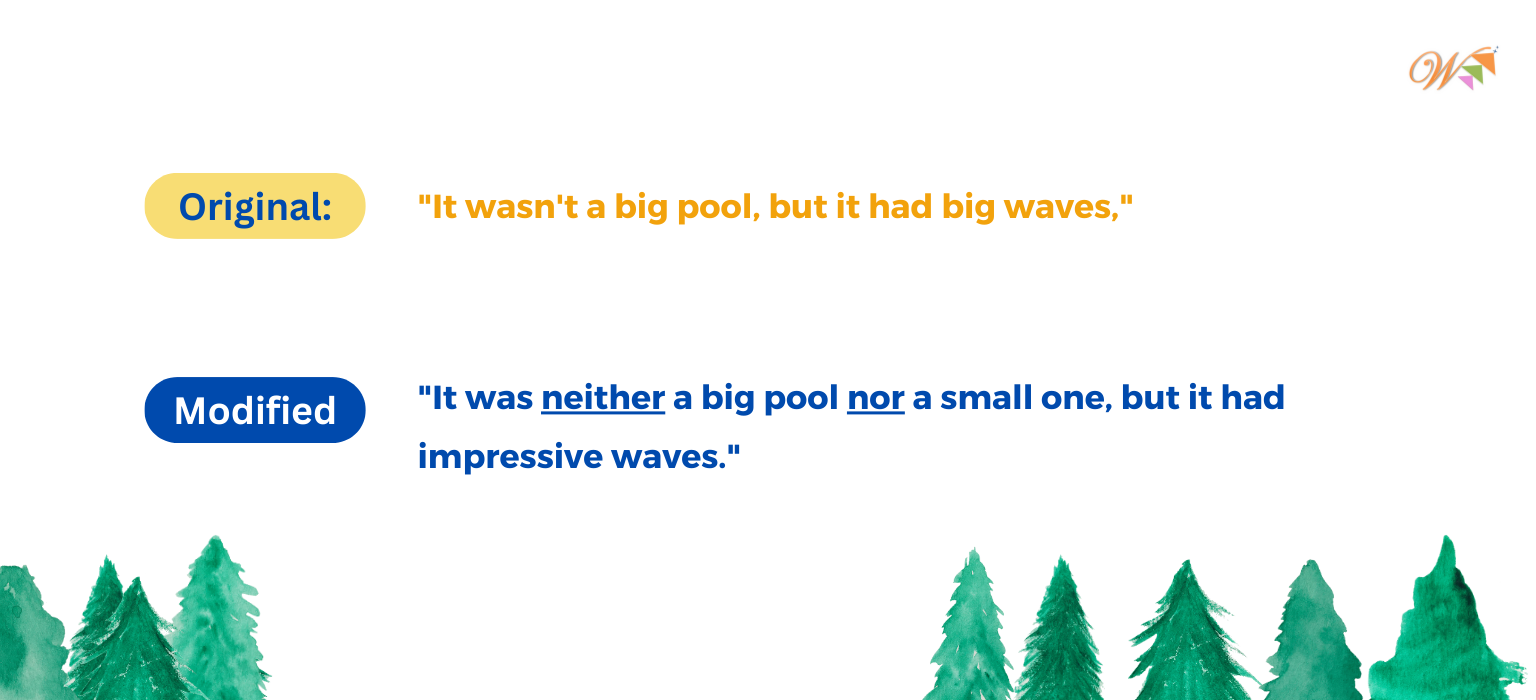 Original:
"It wasn't a big pool, but it had big waves,"
Modified
"It was neither a big pool nor a small one, but it had
impressive waves."
W